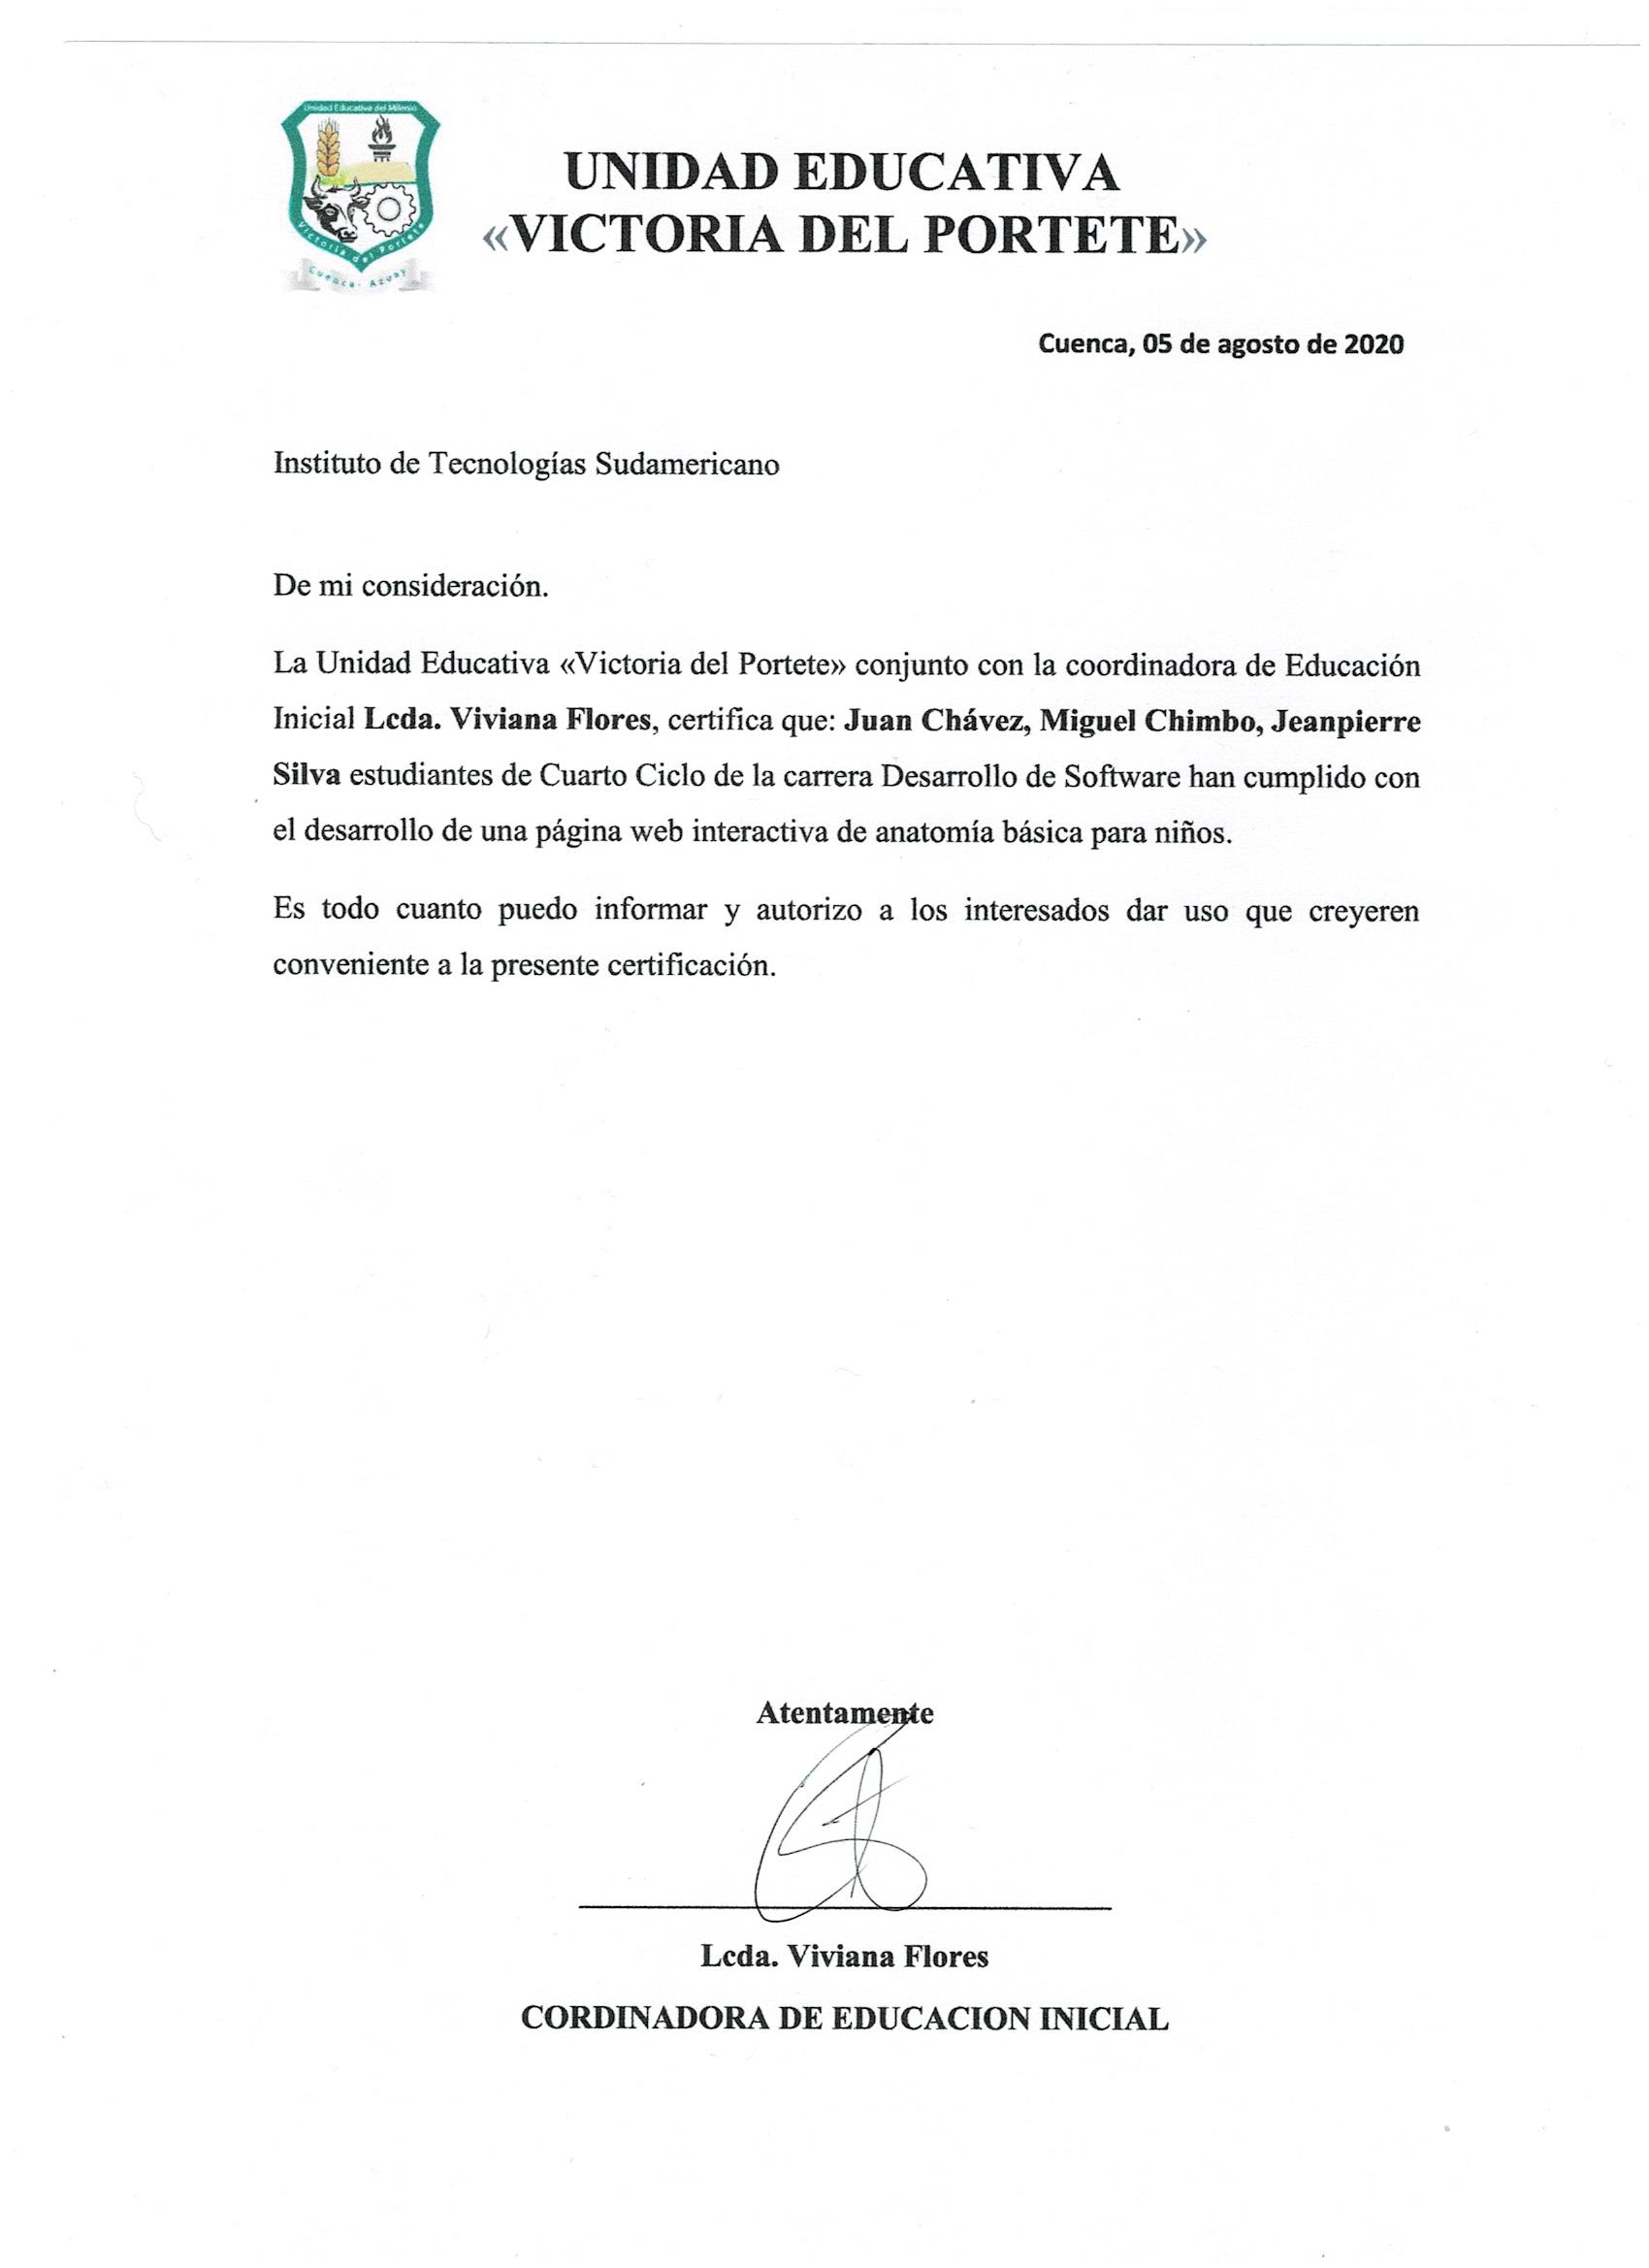 Unidad Educativa del Milenio
Victoria del Portete
Cuenca - Azuay
UNIDAD EDUCATIVA
«VICTORIA DEL PORTETE»
Cuenca, 05 de agosto de 2020
Instituto de Tecnologías Sudamericano
De mi consideración.
La Unidad Educativa «Victoria del Portete» conjunto con la coordinadora de Educación
Inicial Lcda. Viviana Flores, certifica que: Juan Chávez, Miguel Chimbo, Jeanpierre
Silva estudiantes de Cuarto Ciclo de la carrera Desarrollo de Software han cumplido con
el desarrollo de una página web interactiva de anatomía básica para niños.
Es todo cuanto puedo informar y autorizo a los interesados dar uso que creyeren
conveniente a la presente certificación.
Atentamente
Lcda. Viviana Flores
CORDINADORA DE EDUCACION INICIAL